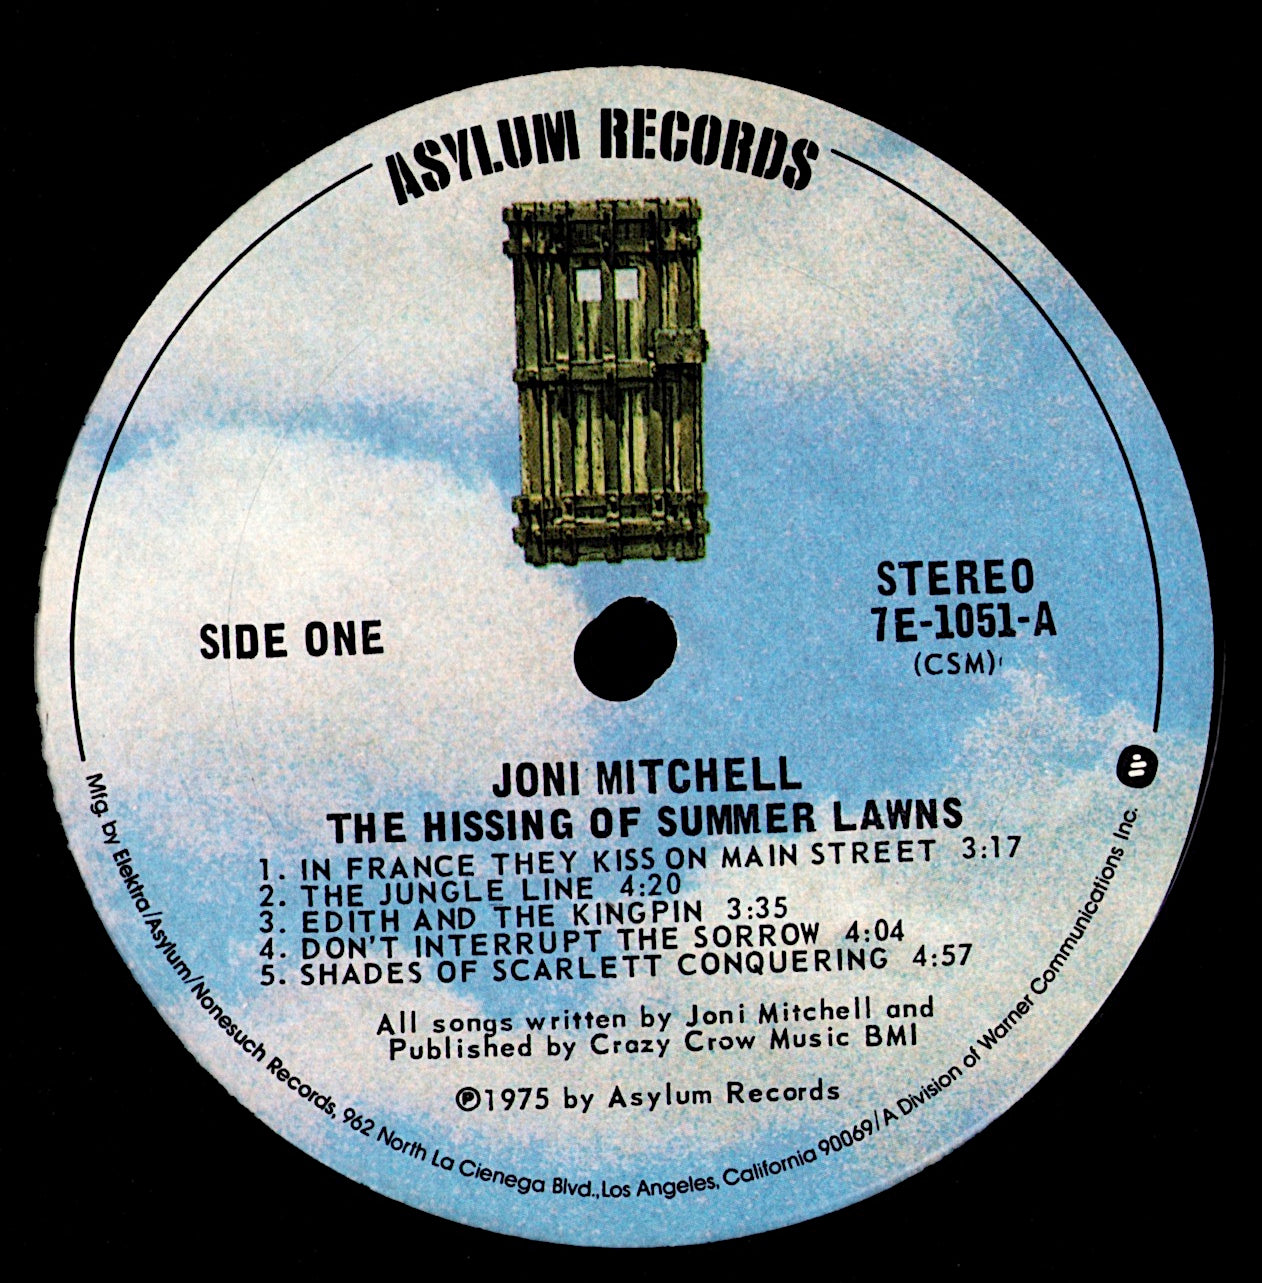 ASYLUM RECORDS
SIDE ONE
STEREO
7E-1051-A
(CSM)
JONI MITCHELL
THE HISSING OF SUMMER LAWNS
1. IN FRANCE THEY KISS ON MAIN STREET 3:17
2. THE JUNGLE LINE 4:20
3. EDITH AND THE KINGPIN 3:35
4. DON'T INTERRUPT THE SORROW 4:04
5. SHADES OF SCARLETT CONQUERING 4:57
All songs written by Joni Mitchell and
Published by Crazy Crow Music BMI
℗1975 by Asylum Records
Mfg. by Elektra/Asylum/Nonesuch Records, 962 North La Cienega Blvd., Los Angeles, California 90069/A Division of Warner Communications Inc.